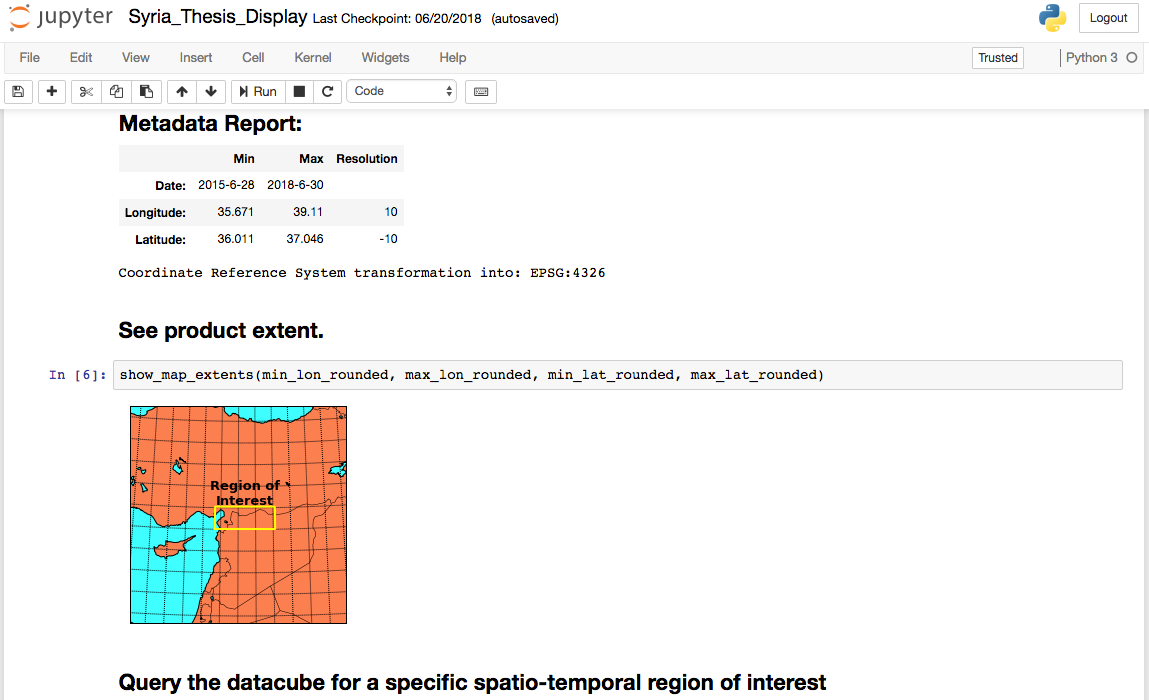 jupyter Syria_Thesis_Display Last Checkpoint: 06/20/2018 (autosaved) Logout
File Edit View Insert Cell Kernel Widgets Help Trusted Python 3
Run Code
Metadata Report:
Min Max Resolution
Date: 2015-6-28 2018-6-30
Longitude: 35.671 39.11 10
Latitude: 36.011 37.046 -10
Coordinate Reference System transformation into: EPSG:4326
See product extent.
In [6]: show_map_extents(min_lon_rounded, max_lon_rounded, min_lat_rounded, max_lat_rounded)
Region of
Interest
Query the datacube for a specific spatio-temporal region of interest